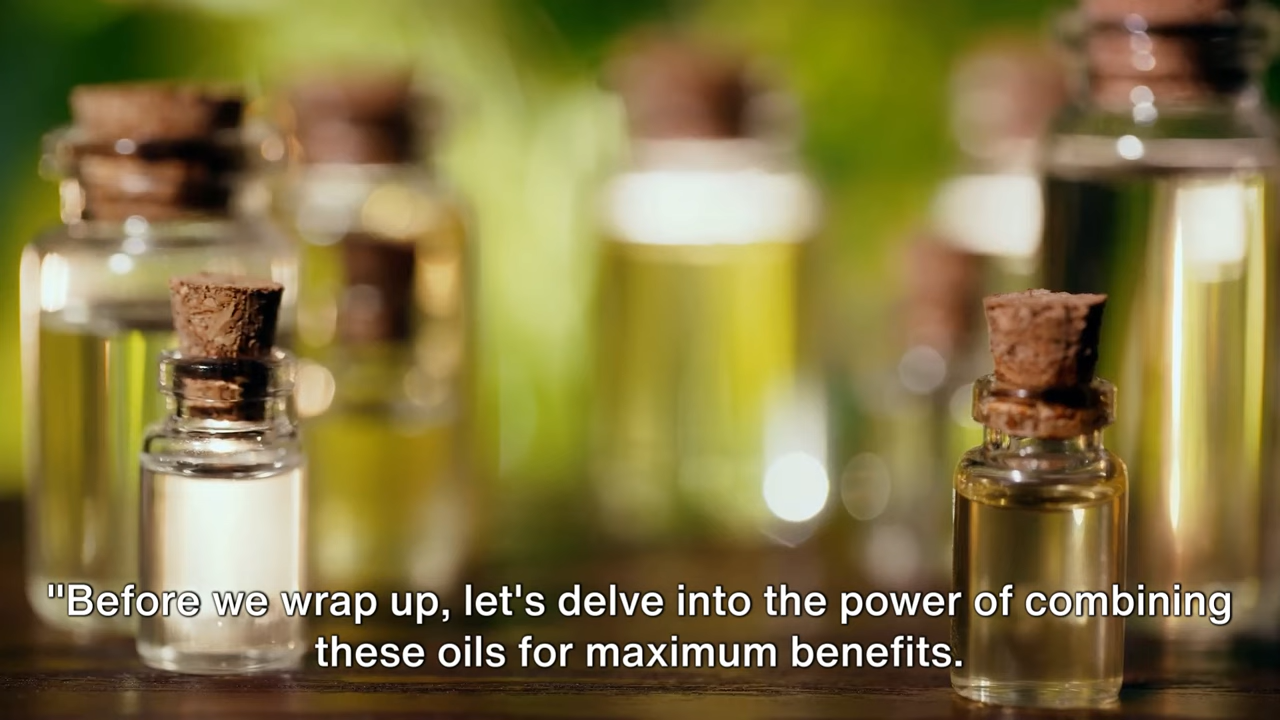 "Before we wrap up, let's delve into the power of combining
these oils for maximum benefits.